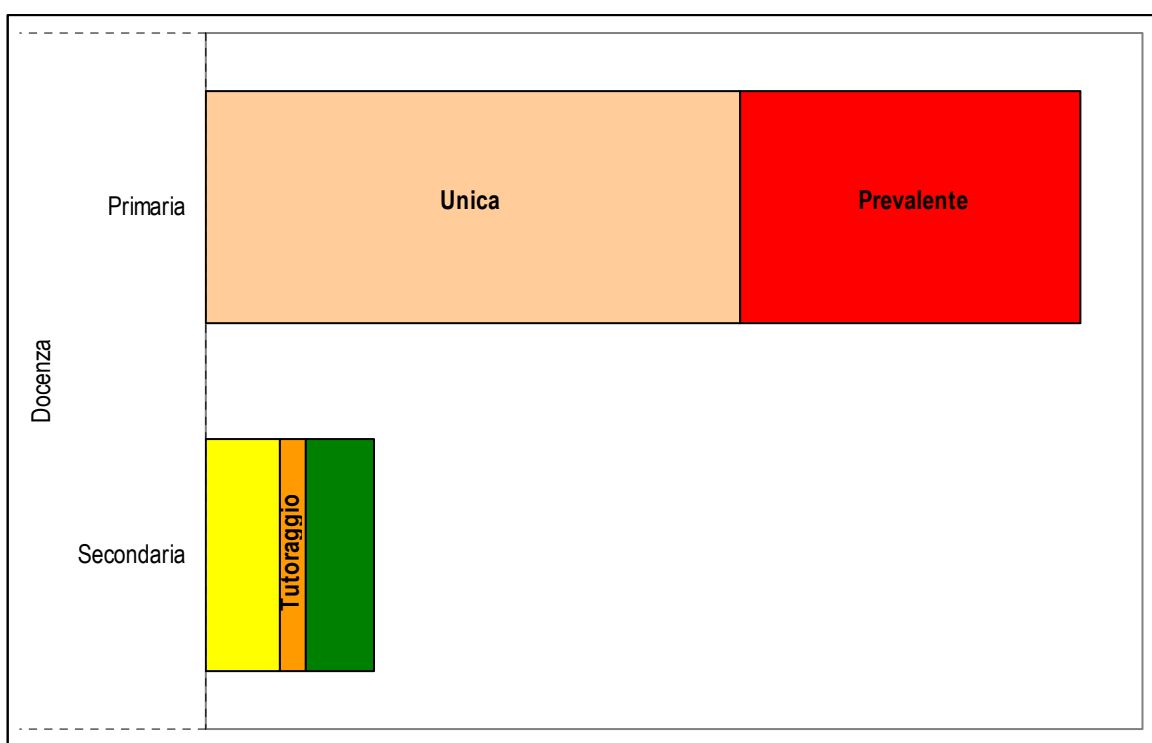 Docenza
Primaria
Unica
Prevalente
Secondaria
Tutoraggio